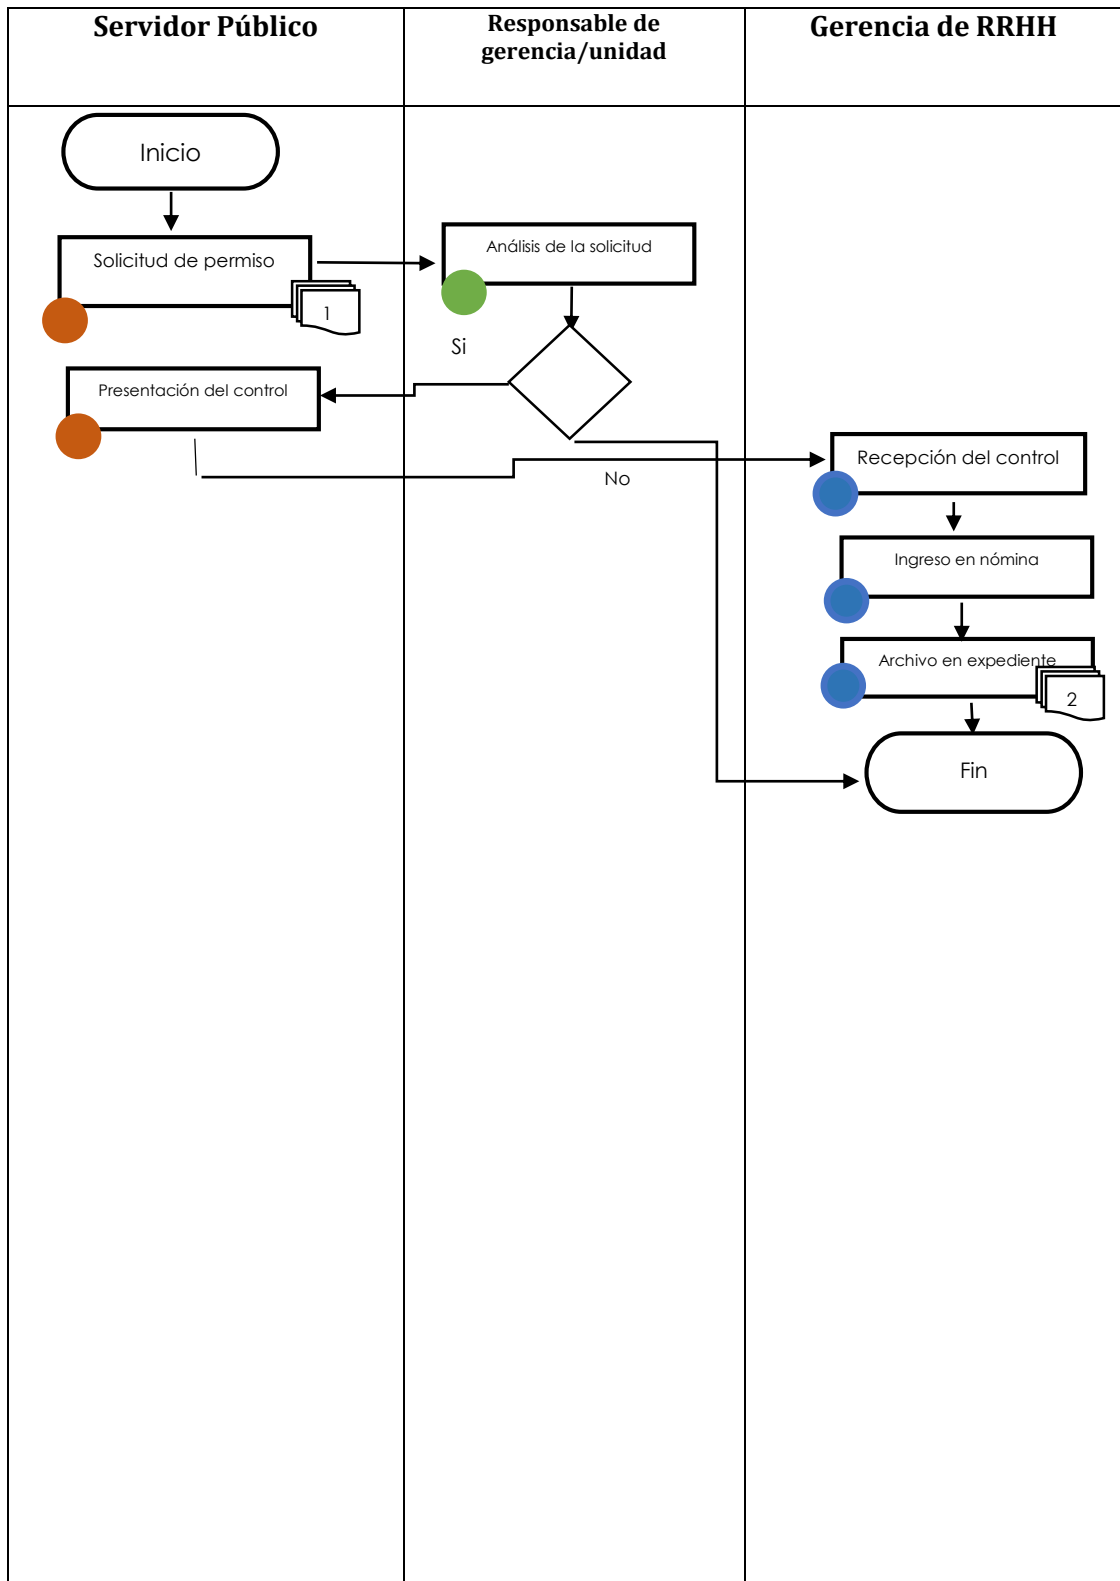 Servidor Público
Responsable de
gerencia/unidad
Gerencia de RRHH
Inicio
Solicitud de permiso
1
Análisis de la solicitud
Si
Presentación del control
No
Recepción del control
Ingreso en nómina
Archivo en expediente
2
Fin